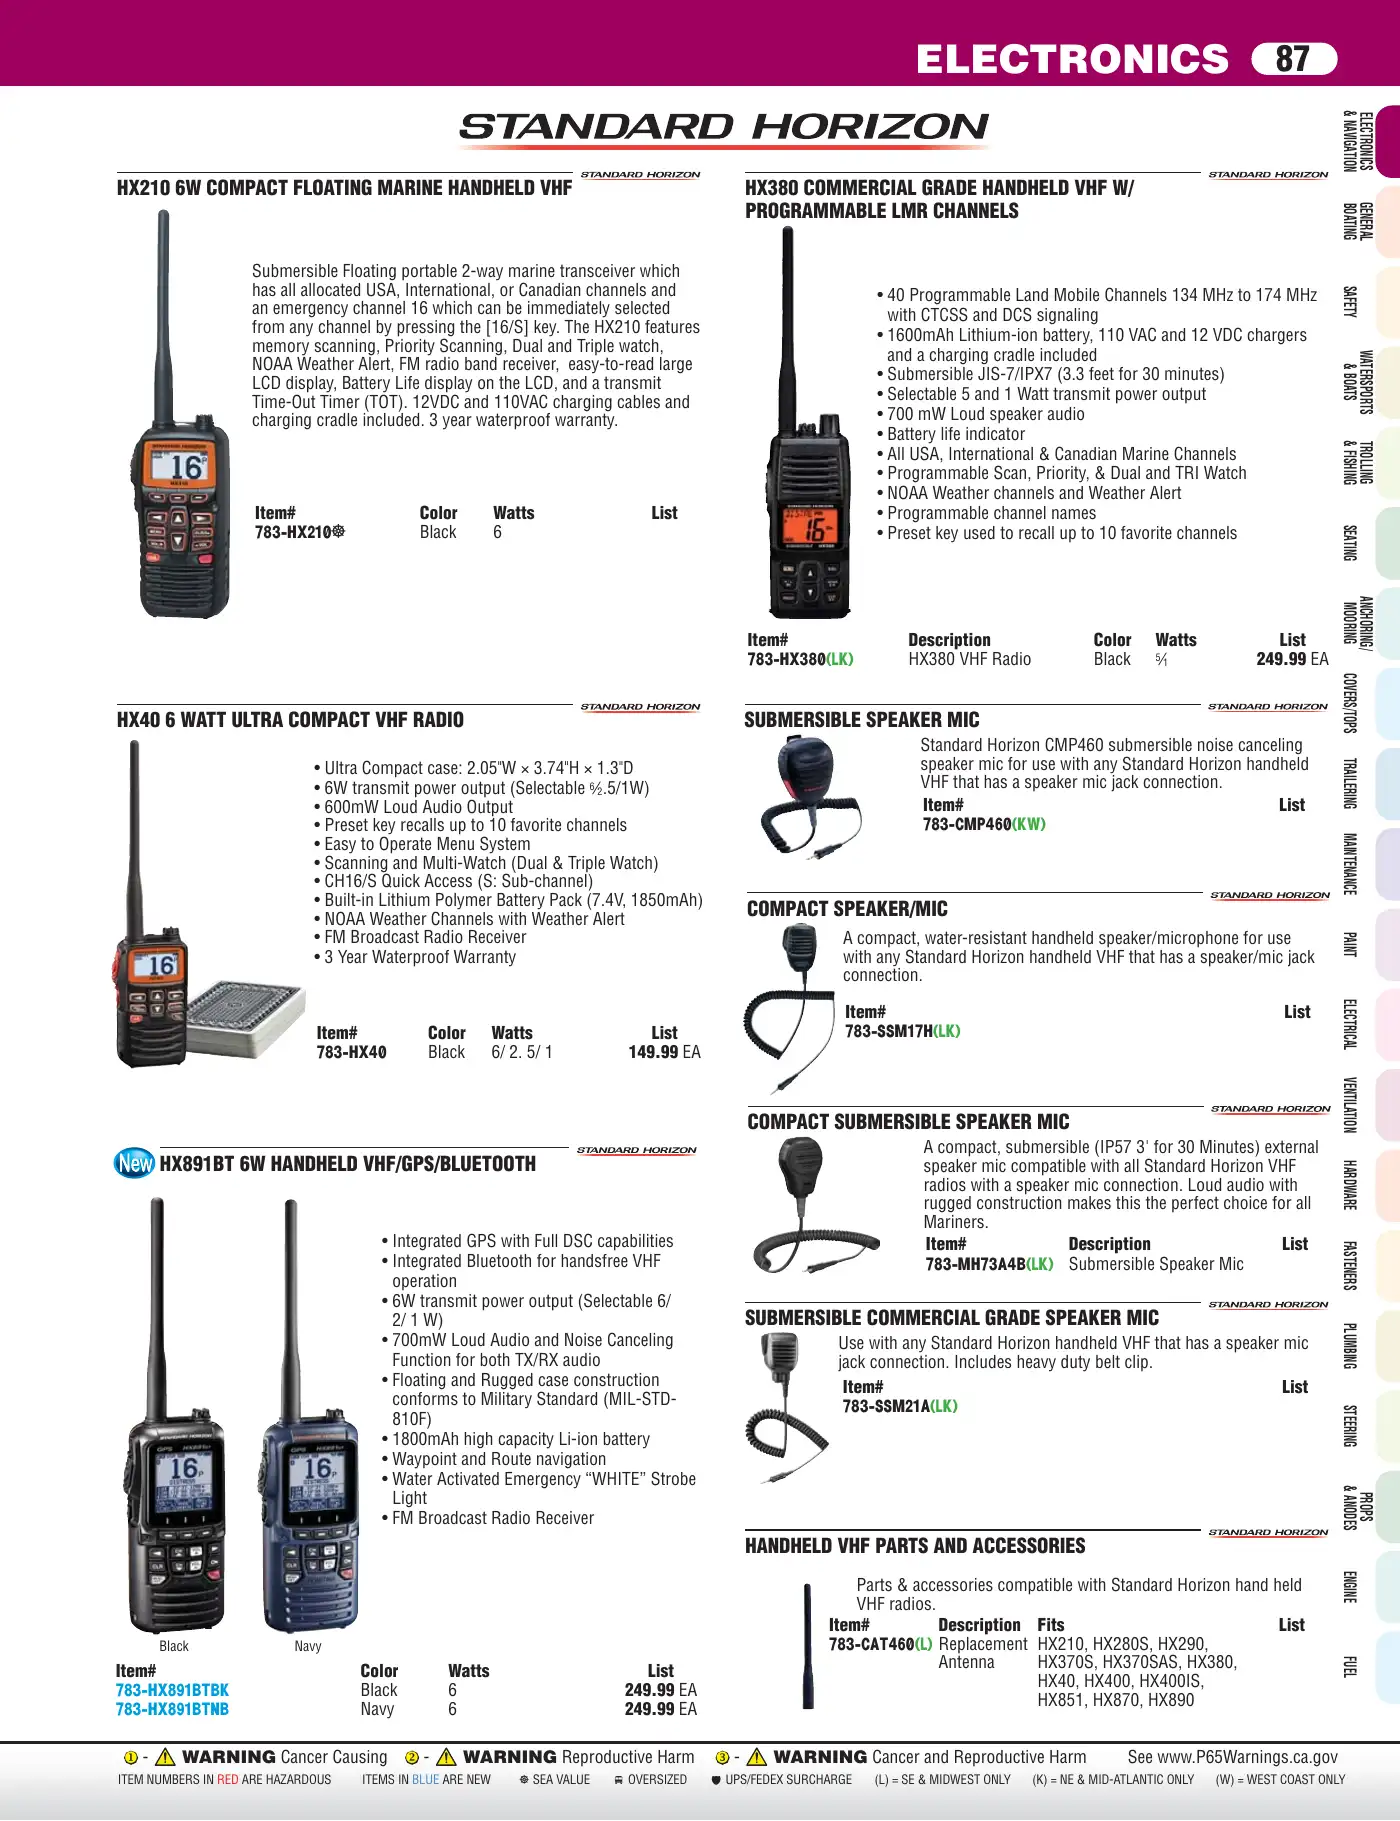 ELECTRONICS 87
STANDARD HORIZON
STANDARD HORIZON
HX210 6W COMPACT FLOATING MARINE HANDHELD VHF
Submersible Floating portable 2-way marine transceiver which
has all allocated USA, International, or Canadian channels and
an emergency channel 16 which can be immediately selected
from any channel by pressing the [16/S] key. The HX210 features
memory scanning, Priority Scanning, Dual and Triple watch,
NOAA Weather Alert, FM radio band receiver,  easy-to-read large
LCD display, Battery Life display on the LCD, and a transmit
Time-Out Timer (TOT). 12VDC and 110VAC charging cables and
charging cradle included. 3 year waterproof warranty.
16
Item# Color Watts List
783-HX210☸ Black 6
STANDARD HORIZON
HX40 6 WATT ULTRA COMPACT VHF RADIO
• Ultra Compact case: 2.05"W × 3.74"H × 1.3"D
• 6W transmit power output (Selectable 6⁄2.5/1W)
• 600mW Loud Audio Output
• Preset key recalls up to 10 favorite channels
• Easy to Operate Menu System
• Scanning and Multi-Watch (Dual & Triple Watch)
• CH16/S Quick Access (S: Sub-channel)
• Built-in Lithium Polymer Battery Pack (7.4V, 1850mAh)
• NOAA Weather Channels with Weather Alert
• FM Broadcast Radio Receiver
• 3 Year Waterproof Warranty
16
Item# Color Watts List
783-HX40 Black 6/ 2. 5/ 1 149.99 EA
STANDARD HORIZON
New HX891BT 6W HANDHELD VHF/GPS/BLUETOOTH
• Integrated GPS with Full DSC capabilities
• Integrated Bluetooth for handsfree VHF
operation
• 6W transmit power output (Selectable 6/
2/ 1 W)
• 700mW Loud Audio and Noise Canceling
Function for both TX/RX audio
• Floating and Rugged case construction
conforms to Military Standard (MIL-STD-
810F)
• 1800mAh high capacity Li-ion battery
• Waypoint and Route navigation
• Water Activated Emergency “WHITE” Strobe
Light
• FM Broadcast Radio Receiver
16 16
Black Navy
Item# Color Watts List
783-HX891BTBK Black 6 249.99 EA
783-HX891BTNB Navy 6 249.99 EA
STANDARD HORIZON
HX380 COMMERCIAL GRADE HANDHELD VHF W/
PROGRAMMABLE LMR CHANNELS
• 40 Programmable Land Mobile Channels 134 MHz to 174 MHz
with CTCSS and DCS signaling
• 1600mAh Lithium-ion battery, 110 VAC and 12 VDC chargers
and a charging cradle included
• Submersible JIS-7/IPX7 (3.3 feet for 30 minutes)
• Selectable 5 and 1 Watt transmit power output
• 700 mW Loud speaker audio
• Battery life indicator
• All USA, International & Canadian Marine Channels
• Programmable Scan, Priority, & Dual and TRI Watch
• NOAA Weather channels and Weather Alert
• Programmable channel names
• Preset key used to recall up to 10 favorite channels
16
Item# Description Color Watts List
783-HX380(LK) HX380 VHF Radio Black 5⁄1 249.99 EA
STANDARD HORIZON
SUBMERSIBLE SPEAKER MIC
Standard Horizon CMP460 submersible noise canceling
speaker mic for use with any Standard Horizon handheld
VHF that has a speaker mic jack connection.
Item# List
783-CMP460(KW)
STANDARD HORIZON
COMPACT SPEAKER/MIC
A compact, water-resistant handheld speaker/microphone for use
with any Standard Horizon handheld VHF that has a speaker/mic jack
connection.
Item# List
783-SSM17H(LK)
STANDARD HORIZON
COMPACT SUBMERSIBLE SPEAKER MIC
A compact, submersible (IP57 3' for 30 Minutes) external
speaker mic compatible with all Standard Horizon VHF
radios with a speaker mic connection. Loud audio with
rugged construction makes this the perfect choice for all
Mariners.
Item# Description List
783-MH73A4B(LK) Submersible Speaker Mic
STANDARD HORIZON
SUBMERSIBLE COMMERCIAL GRADE SPEAKER MIC
Use with any Standard Horizon handheld VHF that has a speaker mic
jack connection. Includes heavy duty belt clip.
Item# List
783-SSM21A(LK)
STANDARD HORIZON
HANDHELD VHF PARTS AND ACCESSORIES
Parts & accessories compatible with Standard Horizon hand held
VHF radios.
Item# Description Fits List
783-CAT460(L) Replacement HX210, HX280S, HX290,
Antenna HX370S, HX370SAS, HX380,
HX40, HX400, HX400IS,
HX851, HX870, HX890
ELECTRONICS
& NAVIGATION
GENERAL
BOATING
SAFETY
WATERSPORTS
& BOATS
TROLLING
& FISHING
SEATING
ANCHORING/
MOORING
COVERS/TOPS
TRAILERING
MAINTENANCE
PAINT
ELECTRICAL
VENTILATION
HARDWARE
FASTENERS
PLUMBING
STEERING
PROPS
& ANODES
ENGINE
FUEL
① - ⚠ WARNING Cancer Causing ② - ⚠ WARNING Reproductive Harm ③ - ⚠ WARNING Cancer and Reproductive Harm See www.P65Warnings.ca.gov
ITEM NUMBERS IN RED ARE HAZARDOUS ITEMS IN BLUE ARE NEW ☸ SEA VALUE OVERSIZED UPS/FEDEX SURCHARGE (L) = SE & MIDWEST ONLY (K) = NE & MID-ATLANTIC ONLY (W) = WEST COAST ONLY